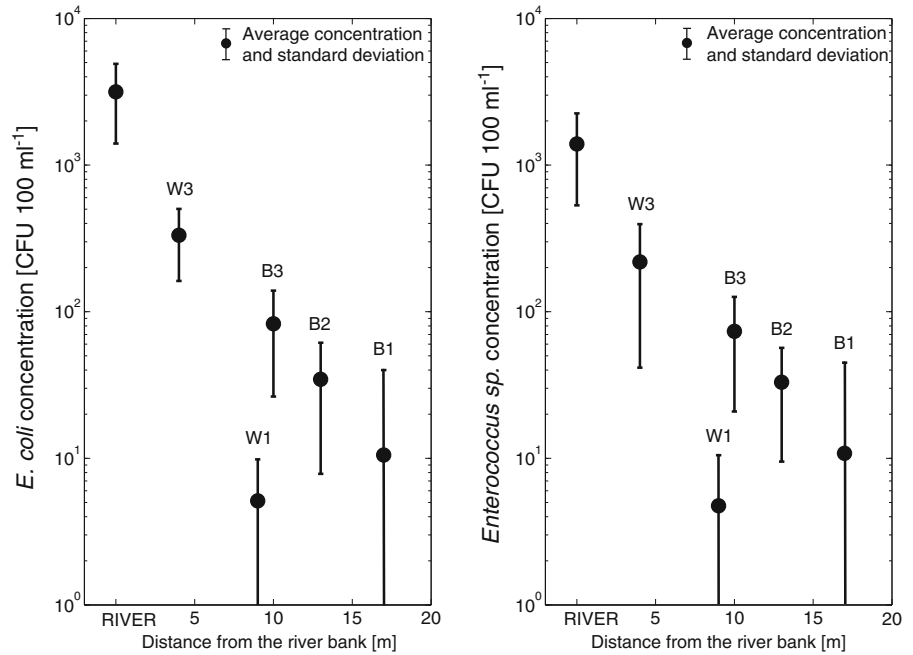 Average concentration
and standard deviation
E. coli concentration [CFU 100 ml⁻¹]
10⁴
10³
10²
10¹
10⁰
W3
B3
B2
B1
W1
RIVER 5 10 15 20
Distance from the river bank [m]
Average concentration
and standard deviation
Enterococcus sp. concentration [CFU 100 ml⁻¹]
10⁴
10³
10²
10¹
10⁰
W3
B3
B2
B1
W1
RIVER 5 10 15 20
Distance from the river bank [m]